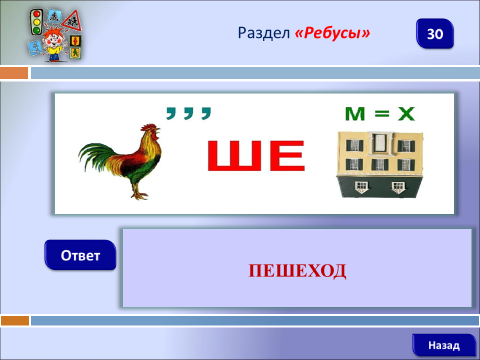 Раздел «Ребусы»
30
, , ,
М = Х
ШЕ
Ответ
ПЕШЕХОД
Назад